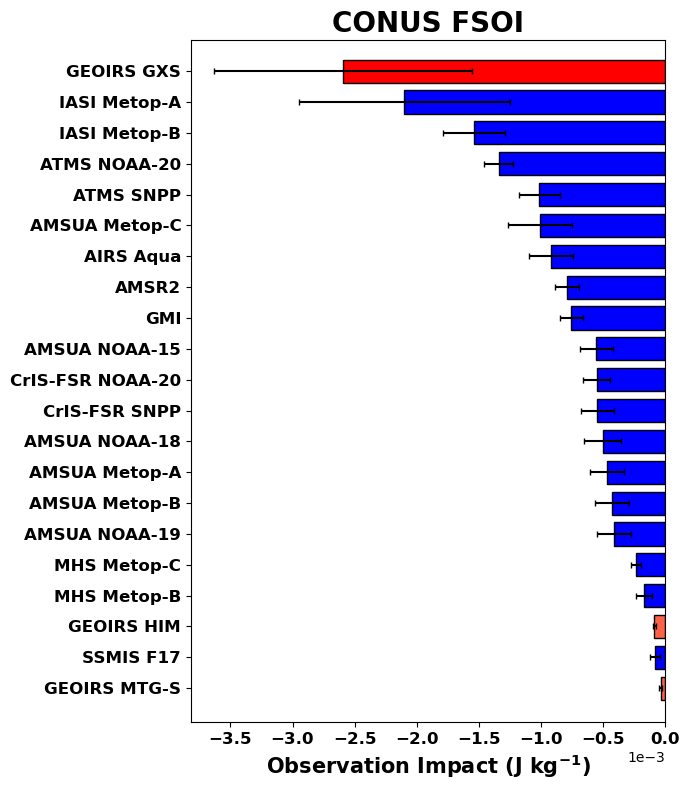 CONUS FSOI
GEOIRS GXS
IASI Metop-A
IASI Metop-B
ATMS NOAA-20
ATMS SNPP
AMSUA Metop-C
AIRS Aqua
AMSR2
GMI
AMSUA NOAA-15
CrIS-FSR NOAA-20
CrIS-FSR SNPP
AMSUA NOAA-18
AMSUA Metop-A
AMSUA Metop-B
AMSUA NOAA-19
MHS Metop-C
MHS Metop-B
GEOIRS HIM
SSMIS F17
GEOIRS MTG-S
−3.5 −3.0 −2.5 −2.0 −1.5 −1.0 −0.5 0.0
1e−3
Observation Impact (J kg⁻¹)